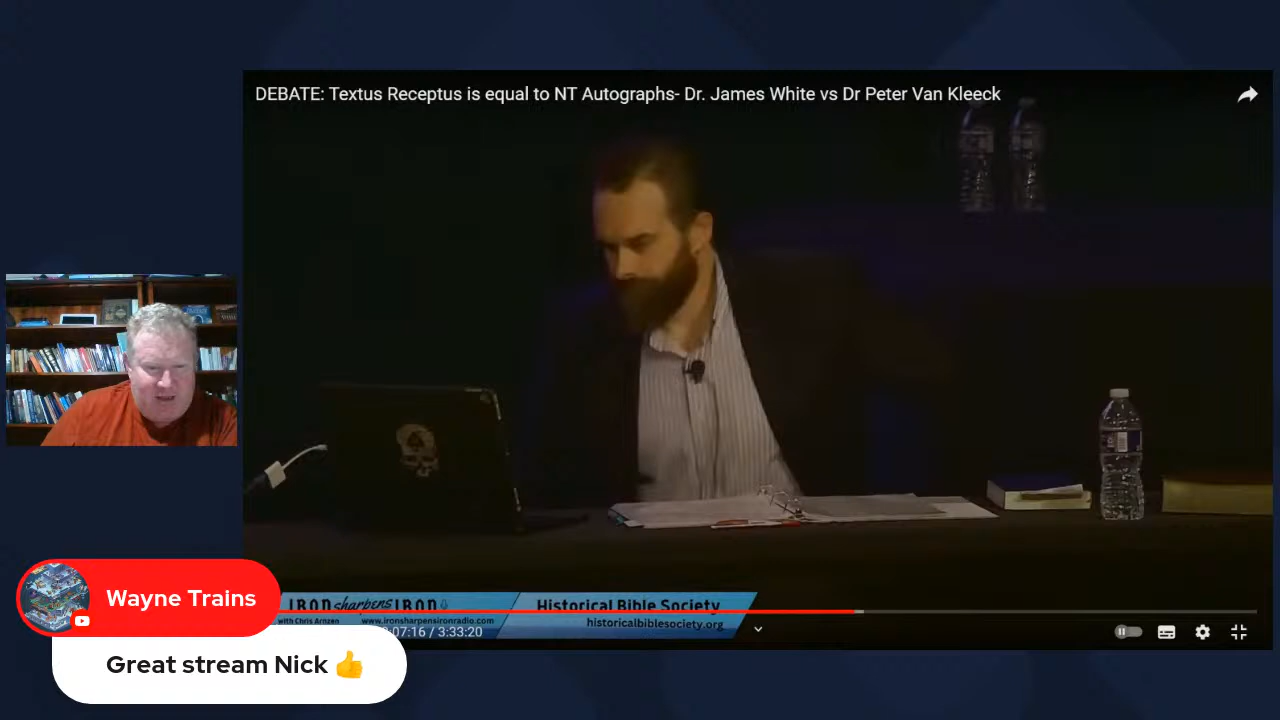 DEBATE: Textus Receptus is equal to NT Autographs- Dr. James White vs Dr Peter Van Kleeck
IRON sharpens IRON
with Chris Arnzen
www.ironsharpensironradio.com
Historical Bible Society
historicalbiblesociety.org
07:16 / 3:33:20
Wayne Trains
Great stream Nick 👍